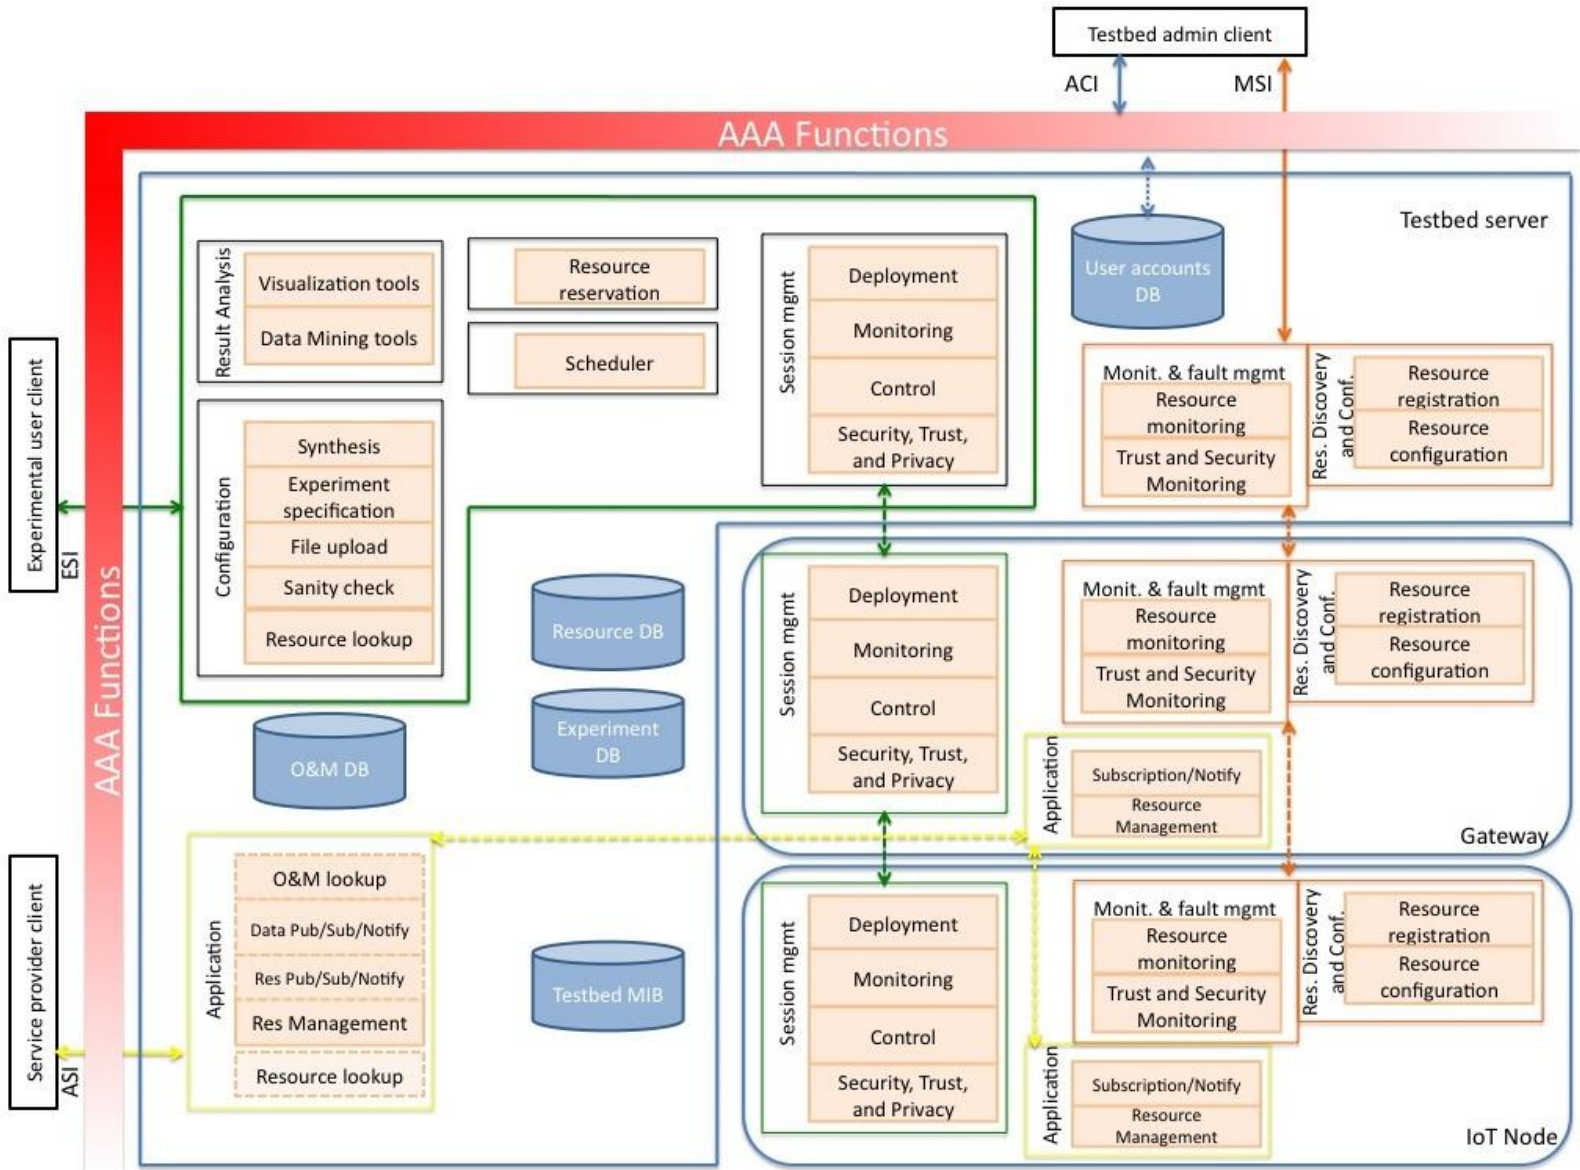 Testbed admin client
ACI
MSI
AAA Functions
Testbed server
Result Analysis
Visualization tools
Data Mining tools
Resource
reservation
Scheduler
Session mgmt
Deployment
Monitoring
Control
Security, Trust,
and Privacy
User accounts
DB
Monit. & fault mgmt
Resource
monitoring
Trust and Security
Monitoring
Res. Discovery
and Conf.
Resource
registration
Resource
configuration
Experimental user client
ESI
AAA Functions
Configuration
Synthesis
Experiment
specification
File upload
Sanity check
Resource lookup
Resource DB
Experiment
DB
O&M DB
Session mgmt
Deployment
Monitoring
Control
Security, Trust,
and Privacy
Monit. & fault mgmt
Resource
monitoring
Trust and Security
Monitoring
Res. Discovery
and Conf.
Resource
registration
Resource
configuration
Application
Subscription/Notify
Resource
Management
Gateway
Service provider client
ASI
Application
O&M lookup
Data Pub/Sub/Notify
Res Pub/Sub/Notify
Res Management
Resource lookup
Testbed MIB
Session mgmt
Deployment
Monitoring
Control
Security, Trust,
and Privacy
Monit. & fault mgmt
Resource
monitoring
Trust and Security
Monitoring
Res. Discovery
and Conf.
Resource
registration
Resource
configuration
Application
Subscription/Notify
Resource
Management
IoT Node